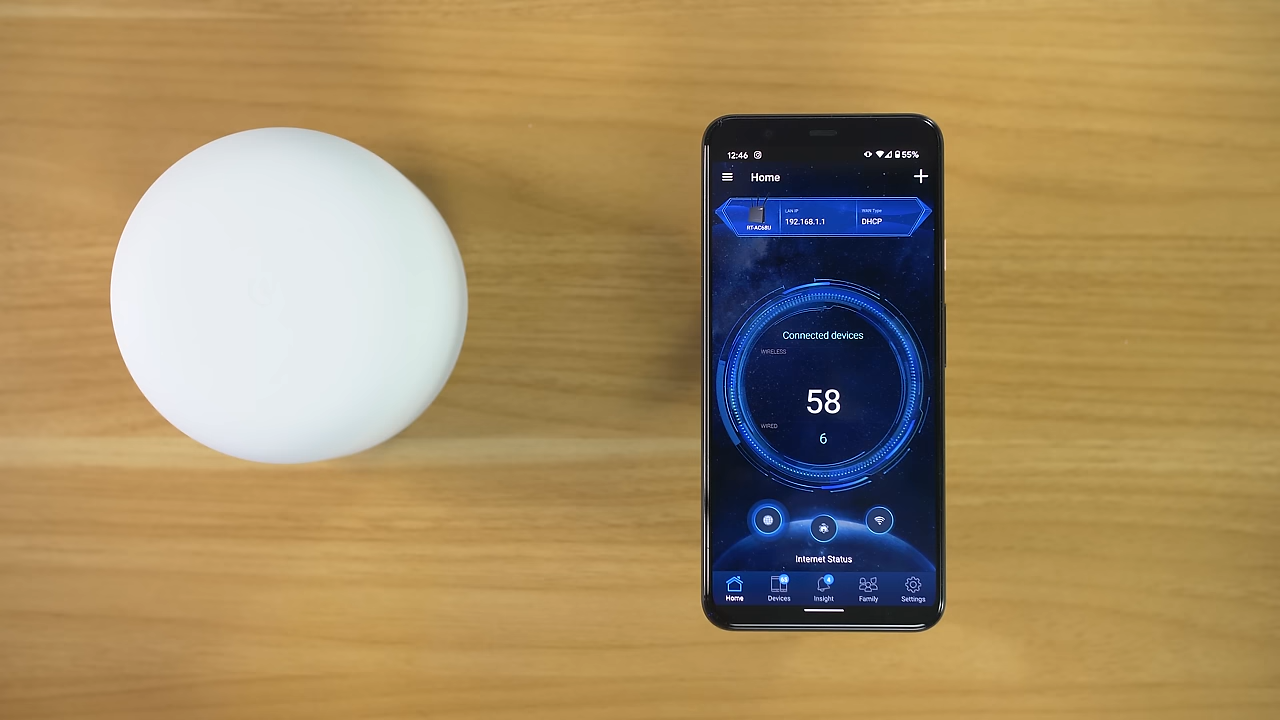 12:46 55%
Home
LAN IP WAN Type
192.168.1.1 DHCP
RT-AC68U
Connected devices
WIRELESS
58
WIRED
6
Internet Status
4
Home Devices Insight Family Settings